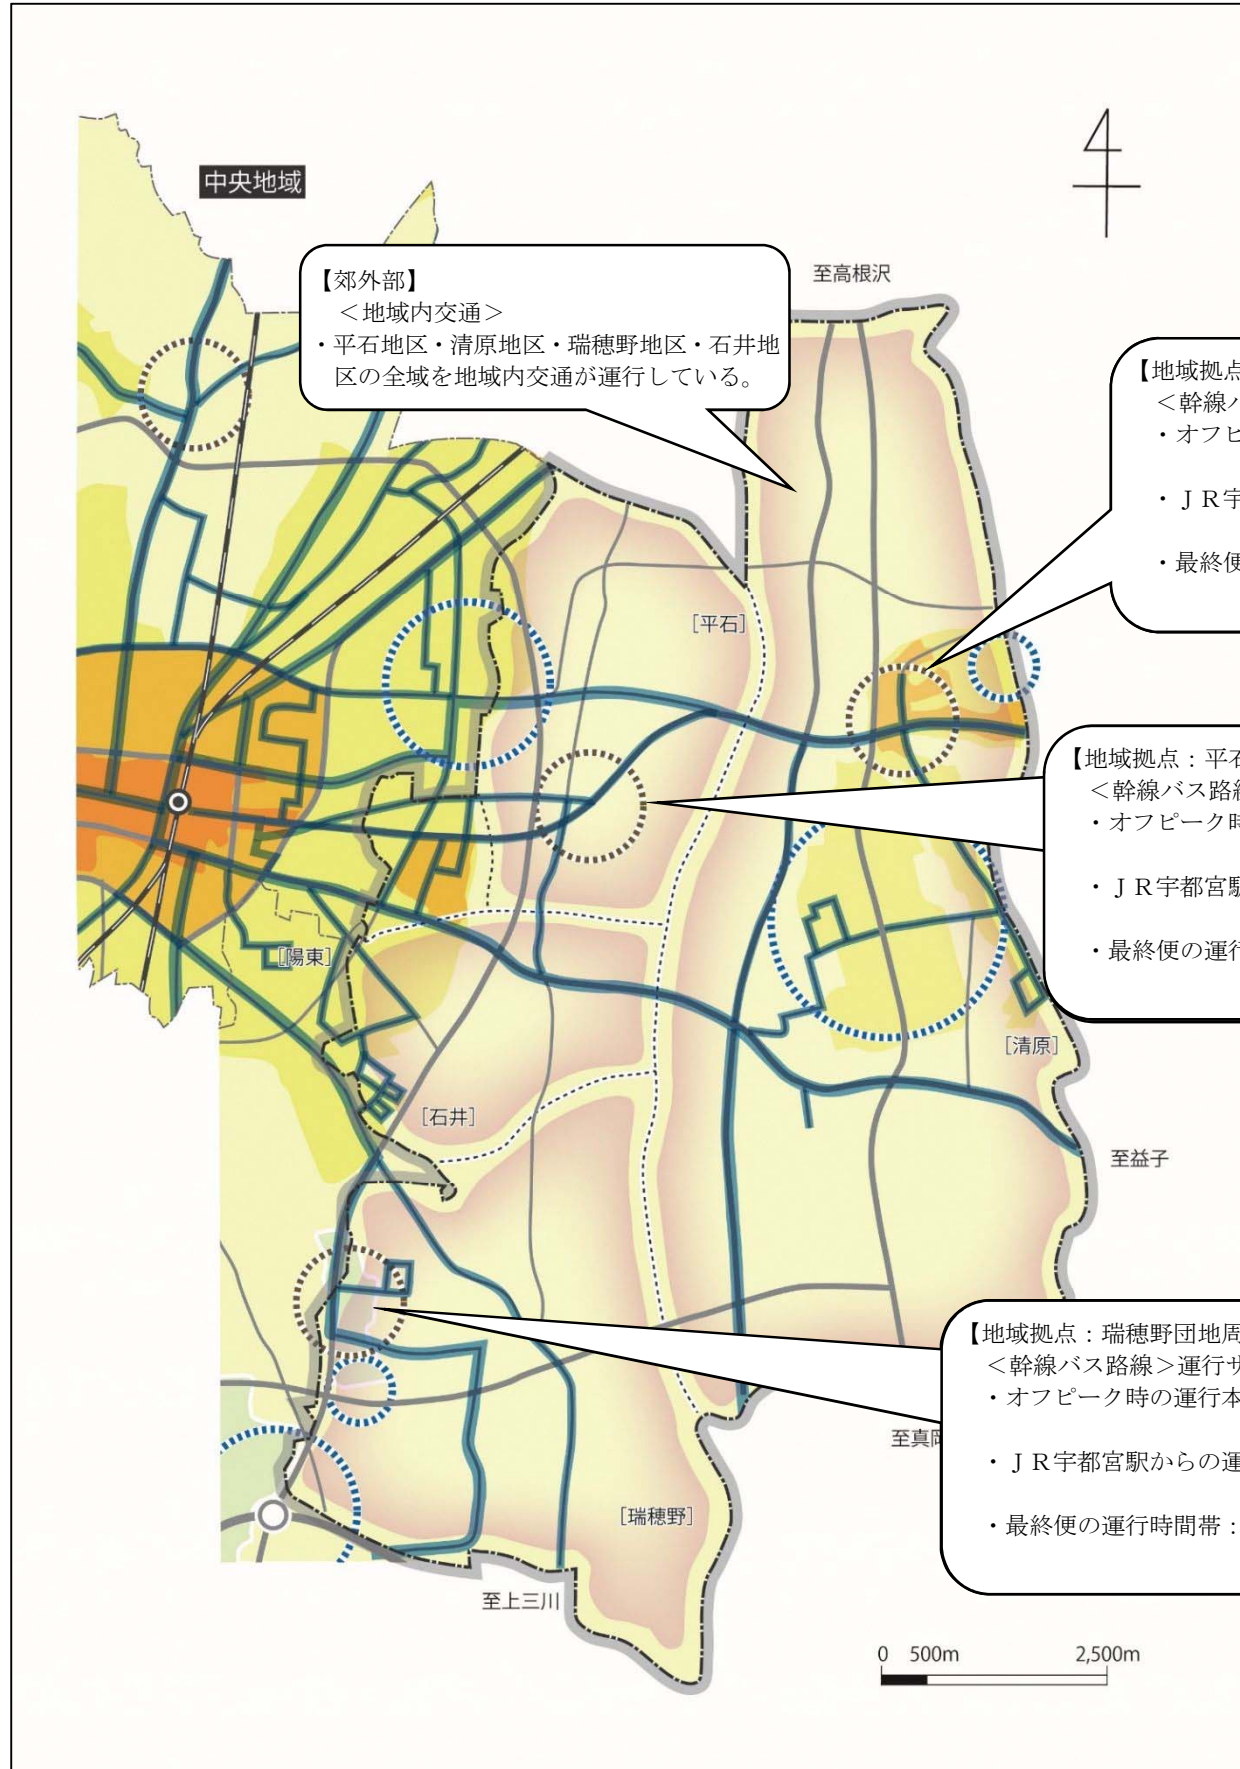 中央地域
【郊外部】
＜地域内交通＞
・平石地区・清原地区・瑞穂野地区・石井地
区の全域を地域内交通が運行している。
至高根沢
【地域拠点
＜幹線バ
・オフピ
・ＪＲ宇
・最終便
［平石］
【地域拠点：平石
＜幹線バス路線
・オフピーク時
・ＪＲ宇都宮駅
・最終便の運行
［陽東］
［清原］
［石井］
至益子
【地域拠点：瑞穂野団地周
＜幹線バス路線＞運行サ
・オフピーク時の運行本
・ＪＲ宇都宮駅からの運
・最終便の運行時間帯：
至真岡
［瑞穂野］
至上三川
0 500m 2,500m